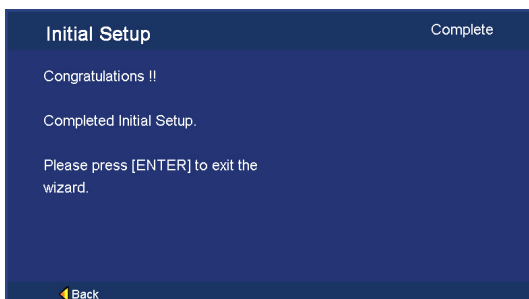 Initial Setup
Complete
Congratulations !!
Completed Initial Setup.
Please press [ENTER] to exit the
wizard.
Back